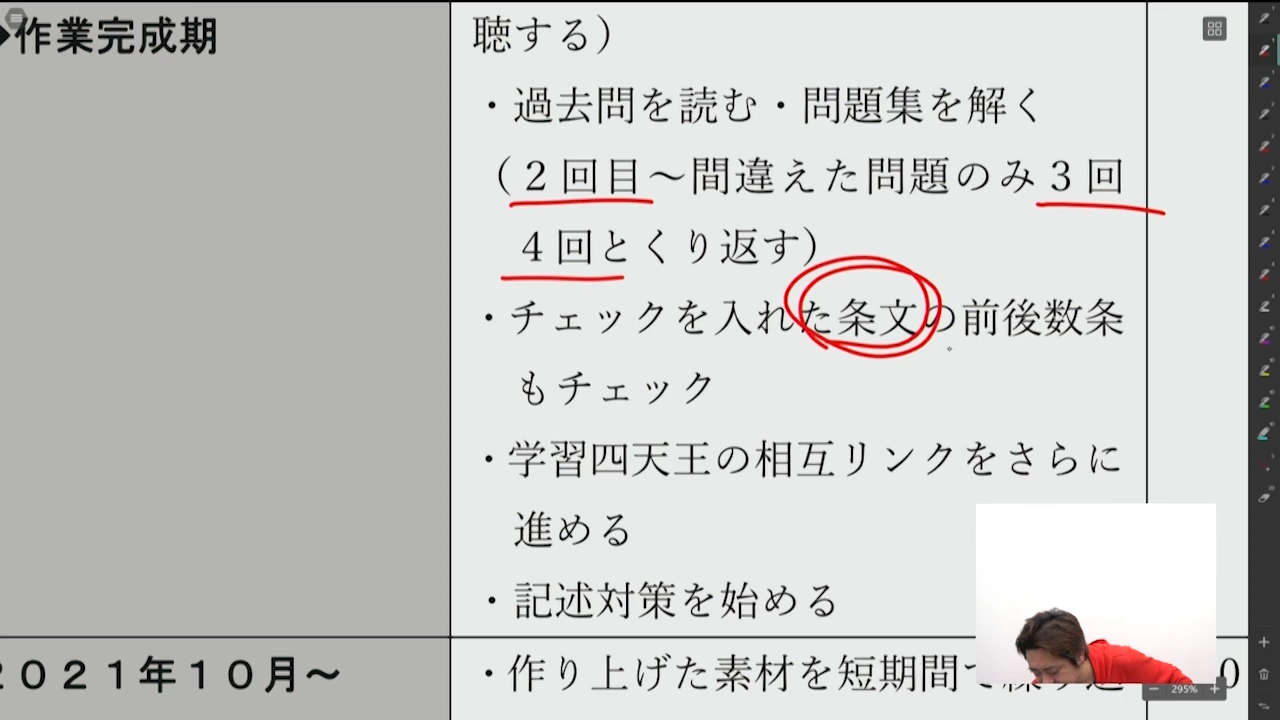 作業完成期
聴する）
・過去問を読む・問題集を解く
（２回目～間違えた問題のみ３回
４回とくり返す）
・チェックを入れた条文の前後数条
もチェック
・学習四天王の相互リンクをさらに
進める
・記述対策を始める
２０２１年１０月～
・作り上げた素材を短期間で
295%